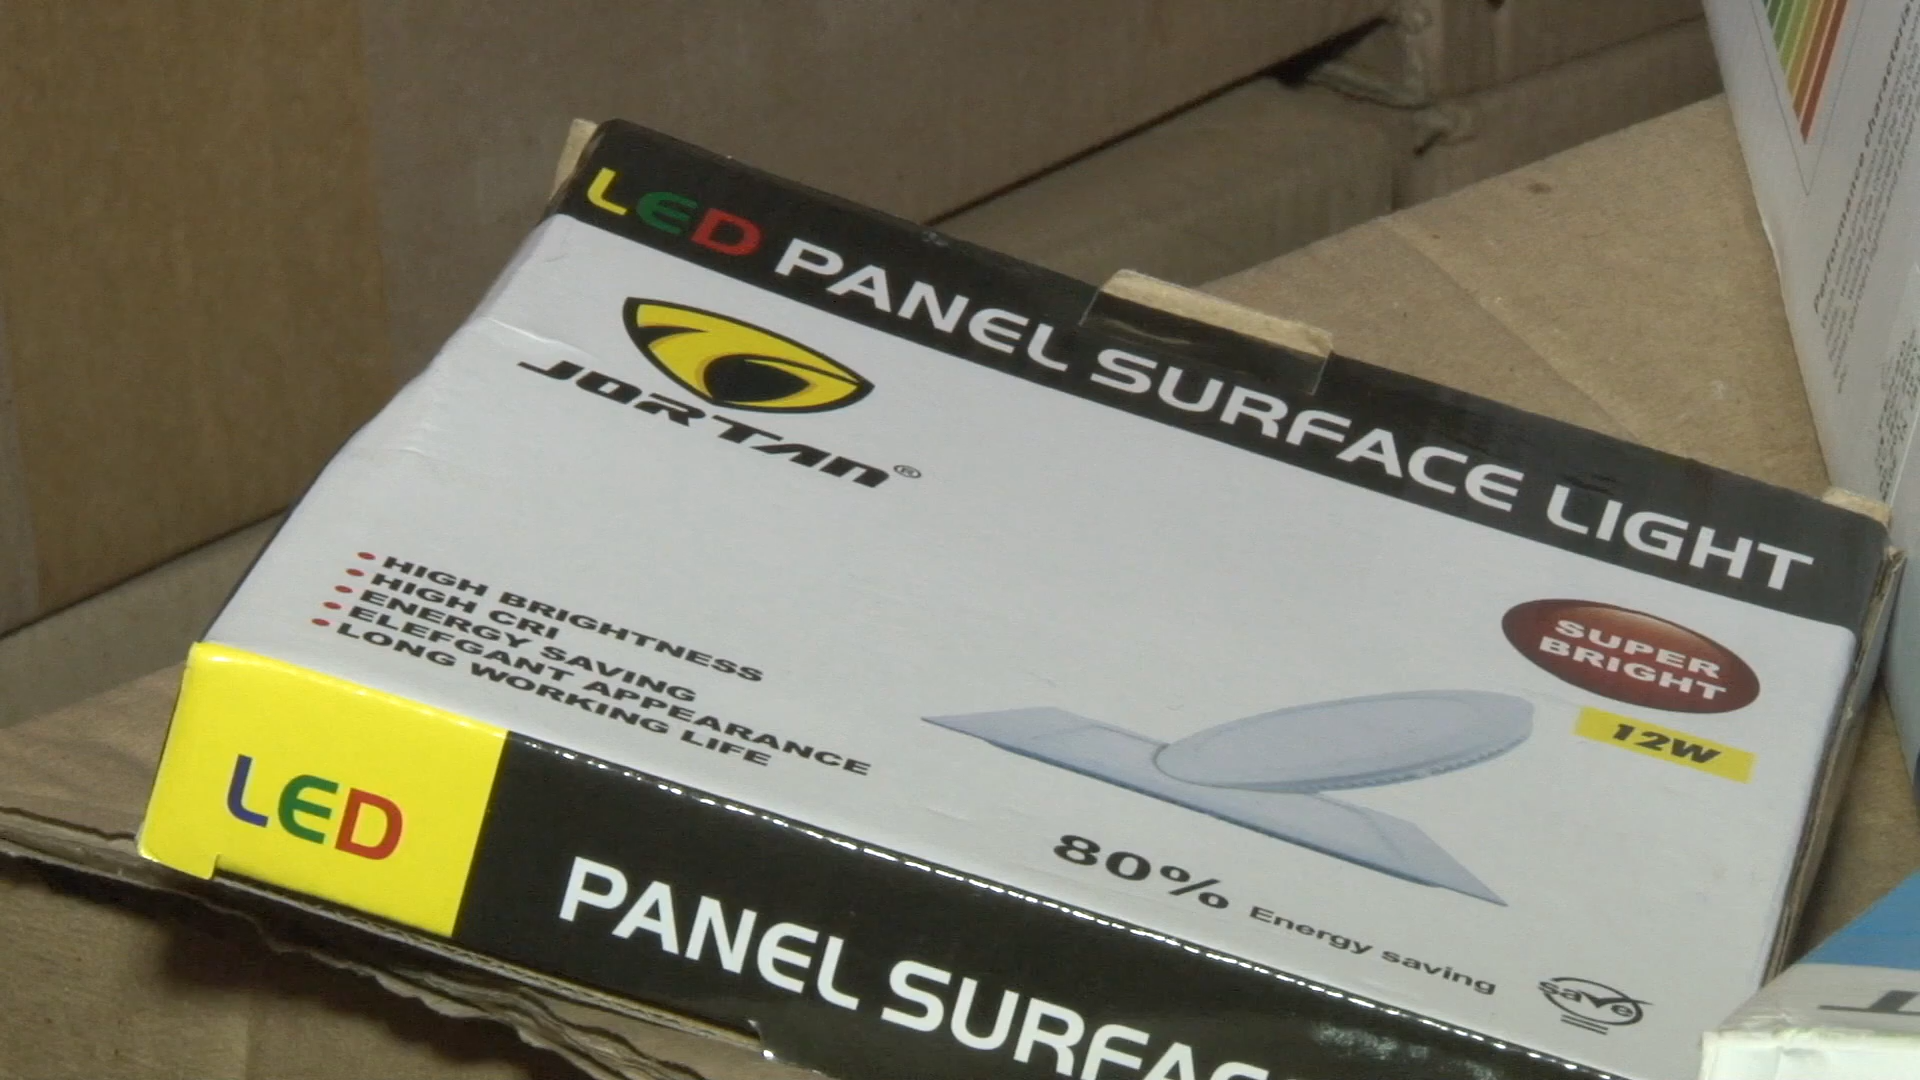 LED PANEL SURFACE LIGHT
JORTAN®
• HIGH BRIGHTNESS
• HIGH CRI
• ENERGY SAVING
• ELEFGANT APPEARANCE
• LONG WORKING LIFE
SUPER
BRIGHT
12W
80% Energy saving
save
LED
PANEL SURFAC
Performance